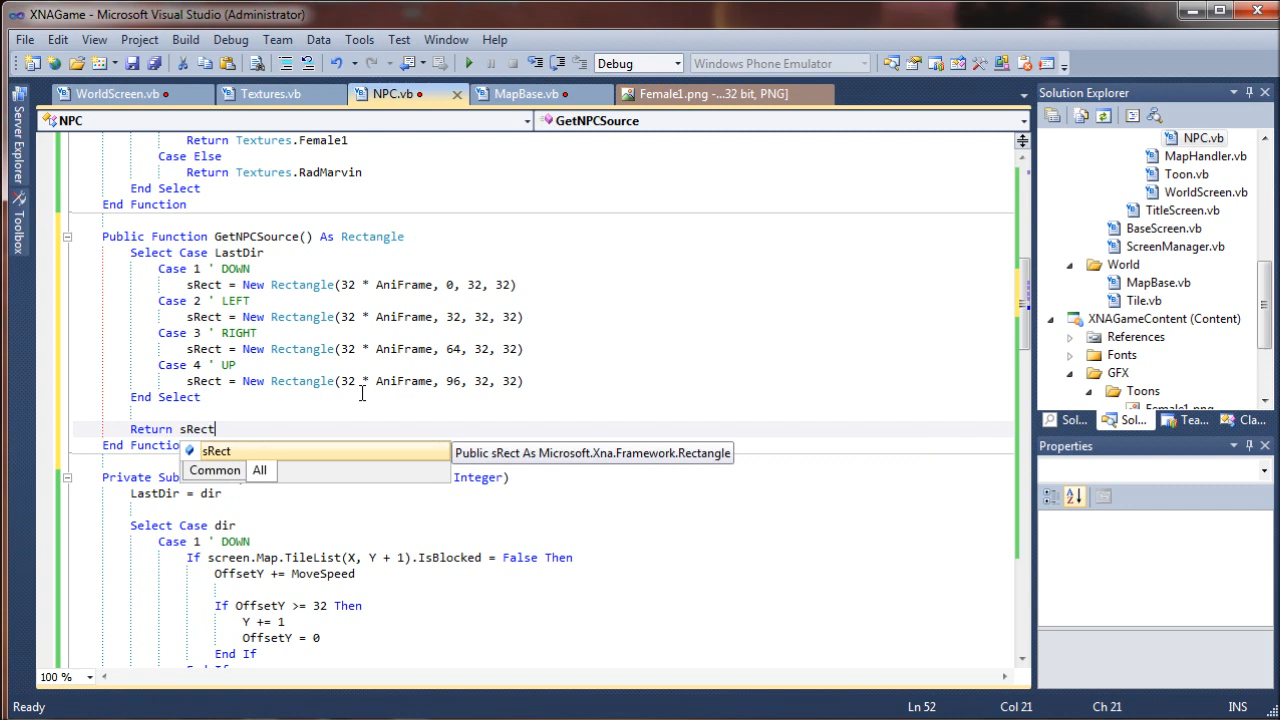 XNAGame - Microsoft Visual Studio (Administrator)
File Edit View Project Build Debug Team Data Tools Test Window Help
Debug Windows Phone Emulator
WorldScreen.vb Textures.vb NPC.vb MapBase.vb Female1.png -...32 bit, PNG]
NPC GetNPCSource
Return Textures.Female1
Case Else
Return Textures.RadMarvin
End Select
End Function
Public Function GetNPCSource() As Rectangle
Select Case LastDir
Case 1 ' DOWN
sRect = New Rectangle(32 * AniFrame, 0, 32, 32)
Case 2 ' LEFT
sRect = New Rectangle(32 * AniFrame, 32, 32, 32)
Case 3 ' RIGHT
sRect = New Rectangle(32 * AniFrame, 64, 32, 32)
Case 4 ' UP
sRect = New Rectangle(32 * AniFrame, 96, 32, 32)
End Select
Return sRect
End Functio
sRect
Public sRect As Microsoft.Xna.Framework.Rectangle
Common All
Private Sub Integer)
LastDir = dir
Select Case dir
Case 1 ' DOWN
If screen.Map.TileList(X, Y + 1).IsBlocked = False Then
OffsetY += MoveSpeed
If OffsetY >= 32 Then
Y += 1
OffsetY = 0
End If
100 %
Server Explorer
Toolbox
Solution Explorer
NPC.vb
MapHandler.vb
Toon.vb
WorldScreen.vb
TitleScreen.vb
BaseScreen.vb
ScreenManager.vb
World
MapBase.vb
Tile.vb
XNAGameContent (Content)
References
Fonts
GFX
Toons
Female1.png
Sol... Sol... Tea... Cla...
Properties
Ready Ln 52 Col 21 Ch 21 INS